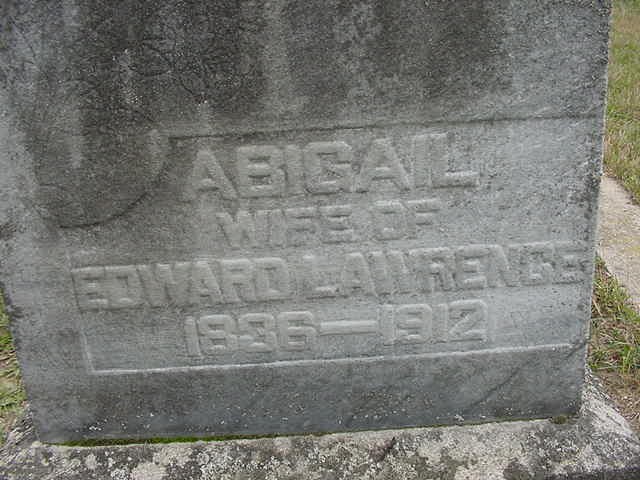 ABIGAIL
WIFE OF
EDWARD LAWRENCE
1836—1912